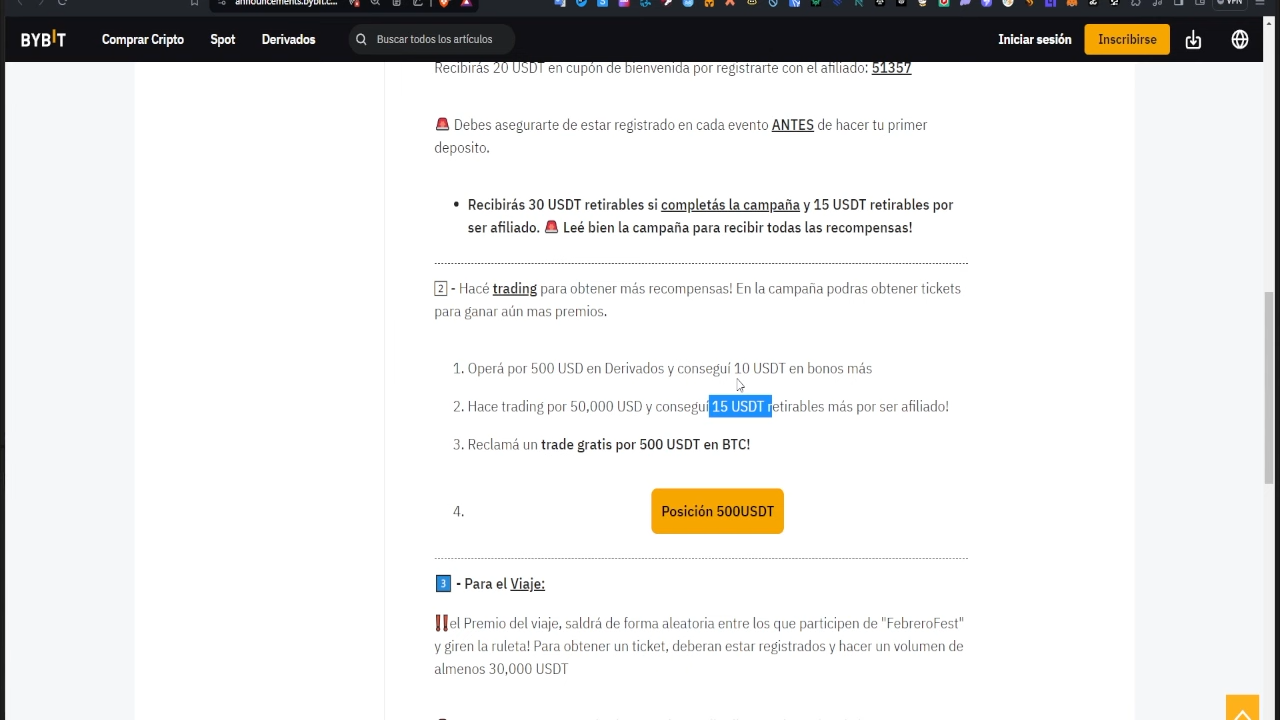 announcements.bybit.c...
VPN
BYBIT
Comprar Cripto
Spot
Derivados
Buscar todos los artículos
Iniciar sesión
Inscribirse
Recibirás 20 USDT en cupón de bienvenida por registrarte con el afiliado: 51357
🚨 Debes asegurarte de estar registrado en cada evento ANTES de hacer tu primer
deposito.
• Recibirás 30 USDT retirables si completás la campaña y 15 USDT retirables por
ser afiliado. 🚨 Leé bien la campaña para recibir todas las recompensas!
2 - Hacé trading para obtener más recompensas! En la campaña podras obtener tickets
para ganar aún mas premios.
1. Operá por 500 USD en Derivados y conseguí 10 USDT en bonos más
2. Hace trading por 50,000 USD y conseguí 15 USDT retirables más por ser afiliado!
3. Reclamá un trade gratis por 500 USDT en BTC!
4.
Posición 500USDT
3 - Para el Viaje:
‼️el Premio del viaje, saldrá de forma aleatoria entre los que participen de "FebreroFest"
y giren la ruleta! Para obtener un ticket, deberan estar registrados y hacer un volumen de
almenos 30,000 USDT